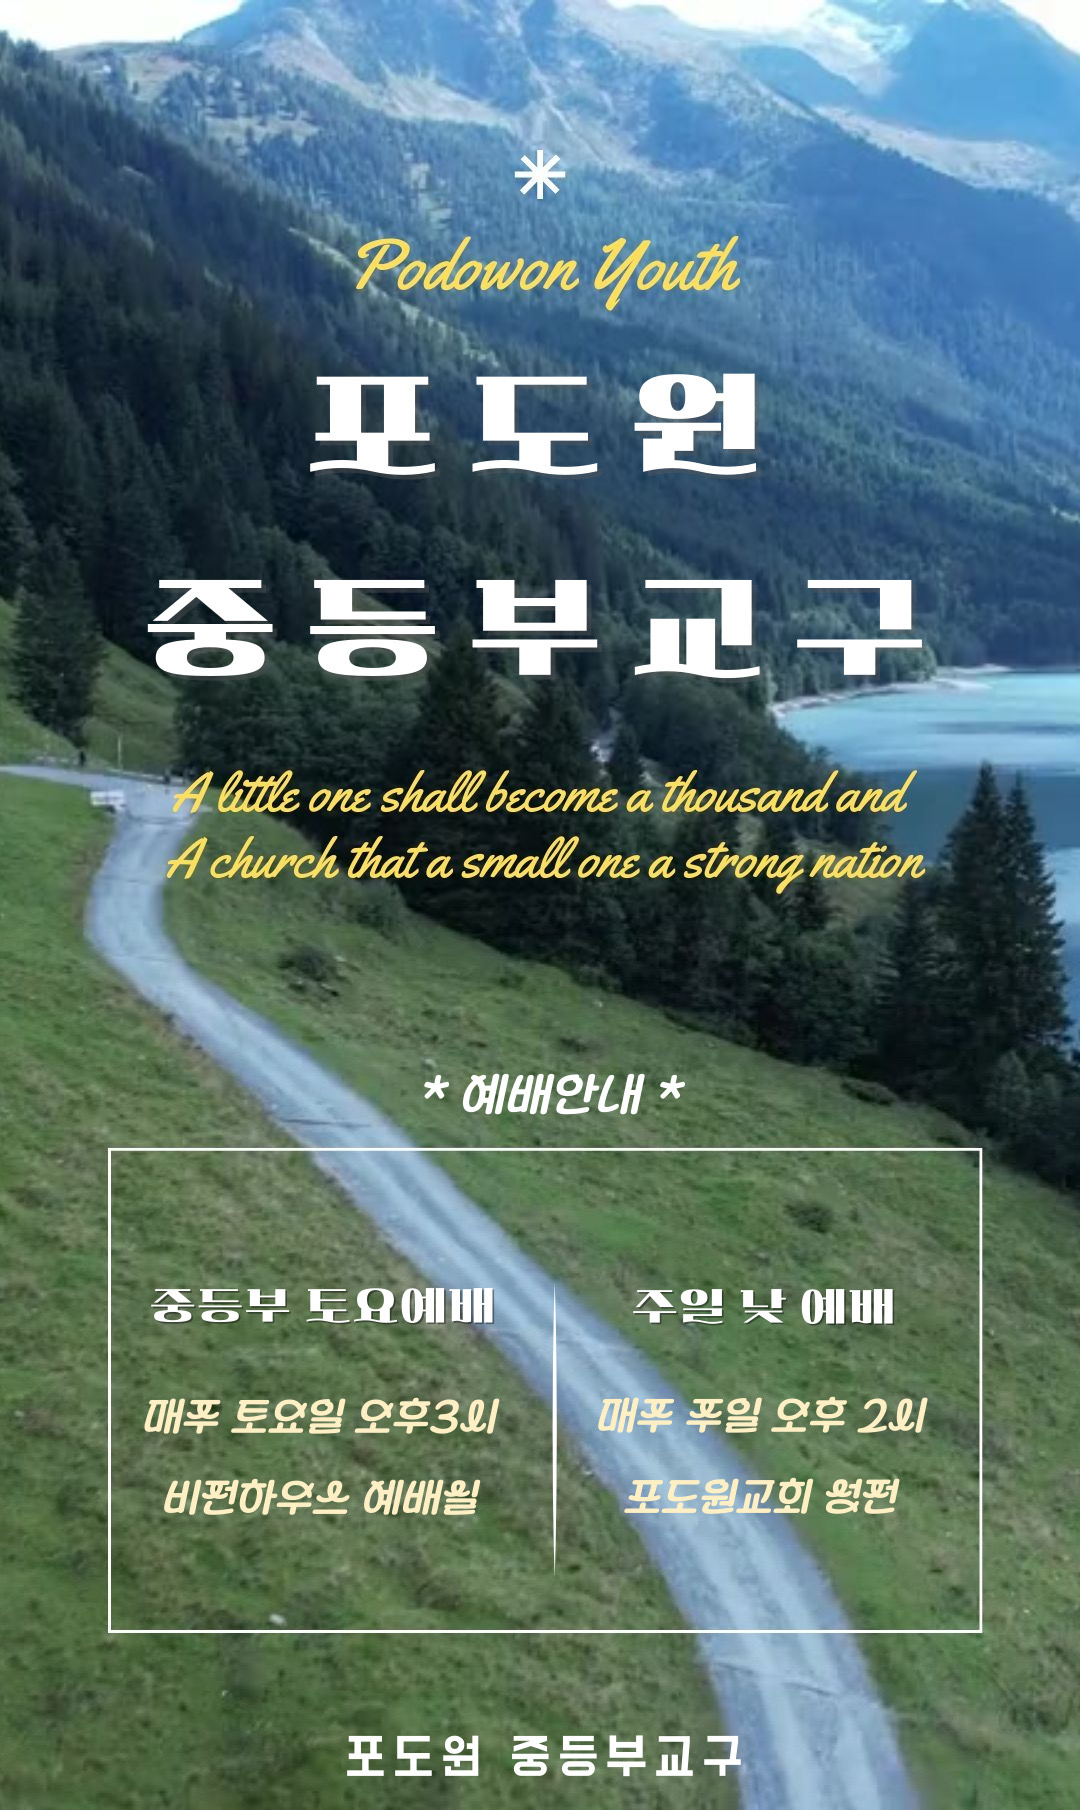 Podowon Youth
포도원
중등부교구
A little one shall become a thousand and
A church that a small one a strong nation
* 예배안내 *
중등부 토요예배
매주 토요일 오후3시
비전하우스 예배실
주일 낮 예배
매주 주일 오후 2시
포도원교회 성전
포도원 중등부교구